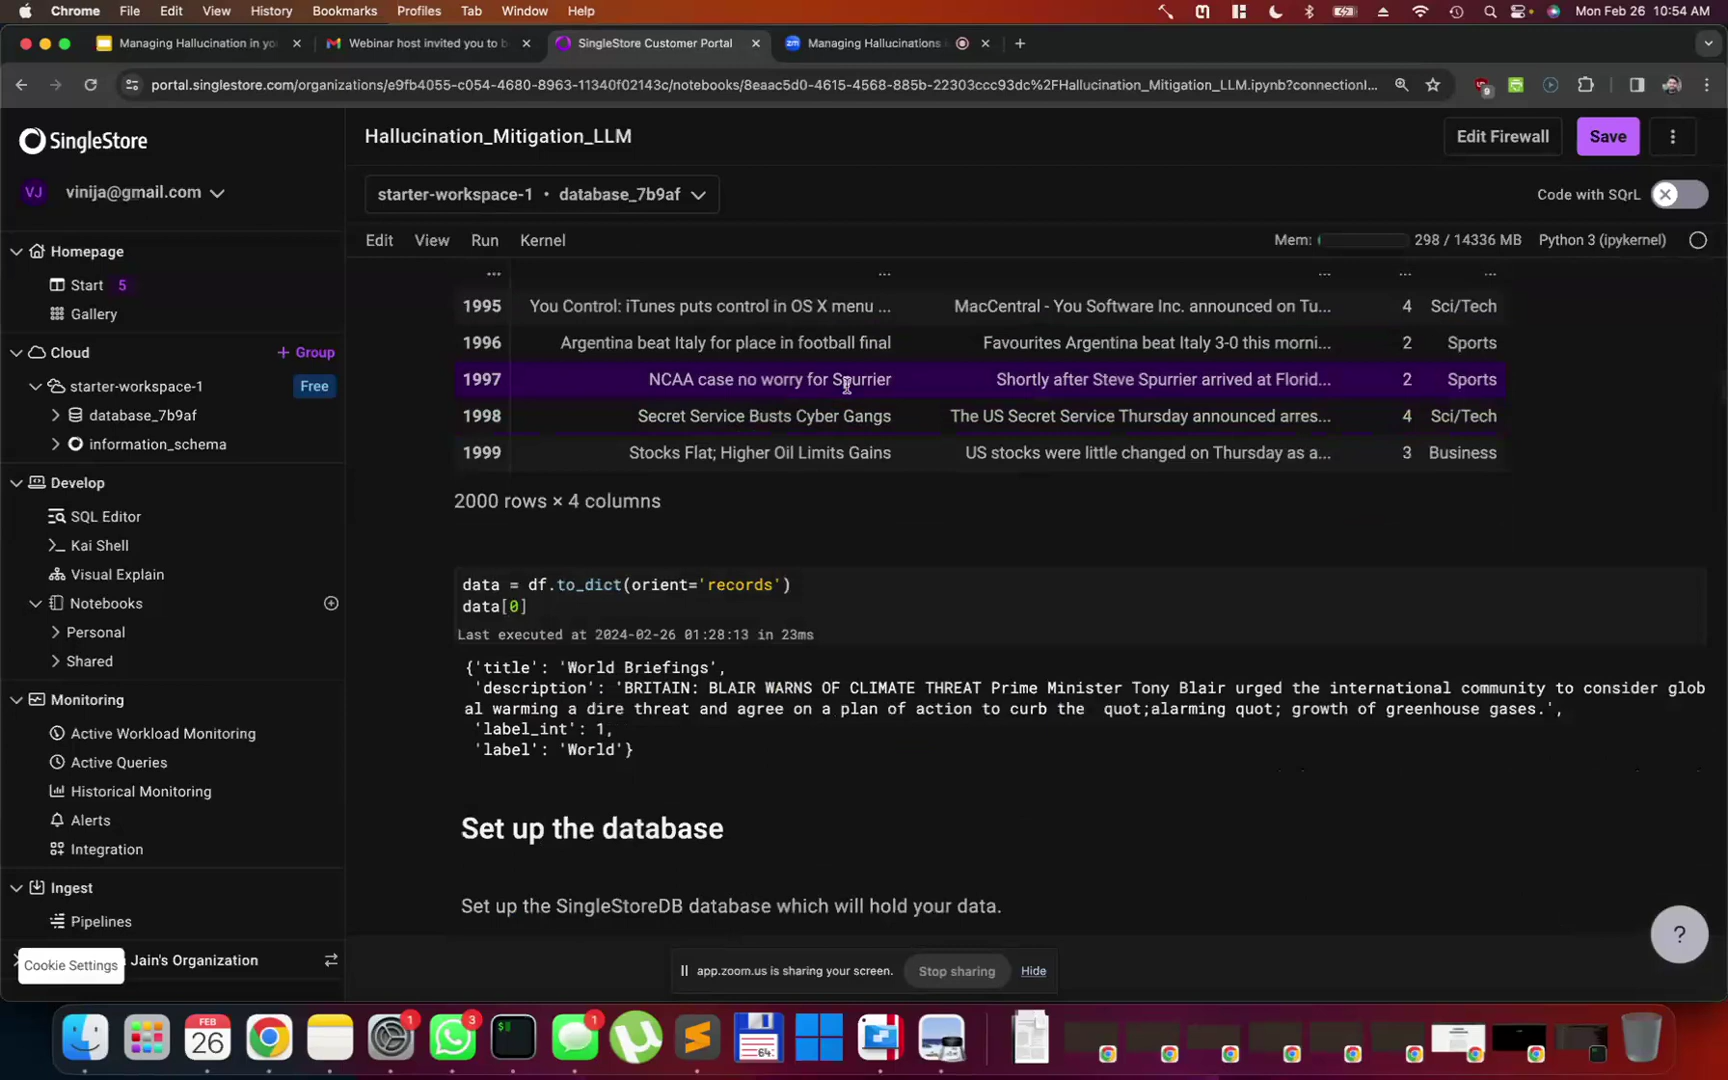 Chrome File Edit View History Bookmarks Profiles Tab Window Help Mon Feb 26 10:54 AM
Managing Hallucination in yo
Webinar host invited you to b
SingleStore Customer Portal
zm Managing Hallucinations
portal.singlestore.com/organizations/e9fb4055-c054-4680-8963-11340f02143c/notebooks/8eaac5d0-4615-4568-885b-22303ccc93dc%2FHallucination_Mitigation_LLM.ipynb?connectionI...
9
SingleStore
Hallucination_Mitigation_LLM
Edit Firewall
Save
VJ vinija@gmail.com
starter-workspace-1 • database_7b9af
Code with SQrL
Edit View Run Kernel
Mem: 298 / 14336 MB Python 3 (ipykernel)
Homepage
Start 5
Gallery
Cloud + Group
starter-workspace-1 Free
database_7b9af
information_schema
Develop
SQL Editor
Kai Shell
Visual Explain
Notebooks
Personal
Shared
Monitoring
Active Workload Monitoring
Active Queries
Historical Monitoring
Alerts
Integration
Ingest
Pipelines
Jain's Organization
Cookie Settings
... ... ... ... ...
1995 You Control: iTunes puts control in OS X menu ... MacCentral - You Software Inc. announced on Tu... 4 Sci/Tech
1996 Argentina beat Italy for place in football final Favourites Argentina beat Italy 3-0 this morni... 2 Sports
1997 NCAA case no worry for Spurrier Shortly after Steve Spurrier arrived at Florid... 2 Sports
1998 Secret Service Busts Cyber Gangs The US Secret Service Thursday announced arres... 4 Sci/Tech
1999 Stocks Flat; Higher Oil Limits Gains US stocks were little changed on Thursday as a... 3 Business
2000 rows × 4 columns
data = df.to_dict(orient='records')
data[0]
Last executed at 2024-02-26 01:28:13 in 23ms
{'title': 'World Briefings',
'description': 'BRITAIN: BLAIR WARNS OF CLIMATE THREAT Prime Minister Tony Blair urged the international community to consider glob
al warming a dire threat and agree on a plan of action to curb the  quot;alarming quot; growth of greenhouse gases.',
'label_int': 1,
'label': 'World'}
Set up the database
Set up the SingleStoreDB database which will hold your data.
?
app.zoom.us is sharing your screen. Stop sharing Hide
FEB
26
1
3
$
1
64